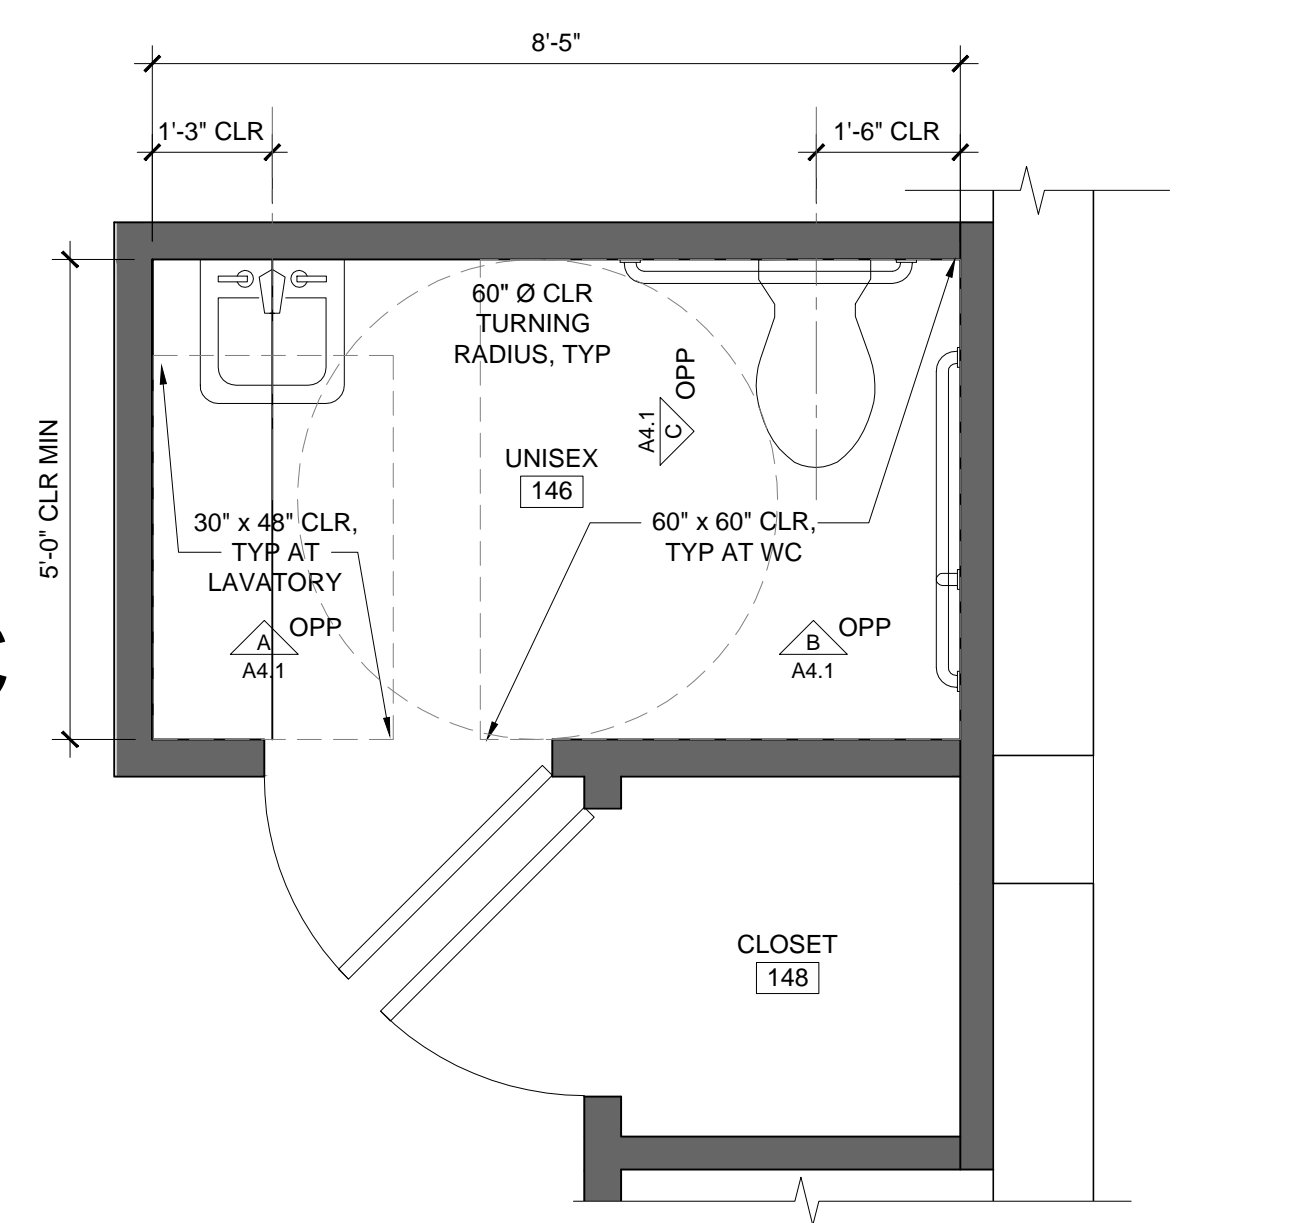 8'-5"
1'-3" CLR
1'-6" CLR
5'-0" CLR MIN
60" Ø CLR
TURNING
RADIUS, TYP
OPP
A4.1
C
UNISEX
146
30" x 48" CLR,
TYP AT
LAVATORY
60" x 60" CLR,
TYP AT WC
A
OPP
A4.1
B
OPP
A4.1
CLOSET
148